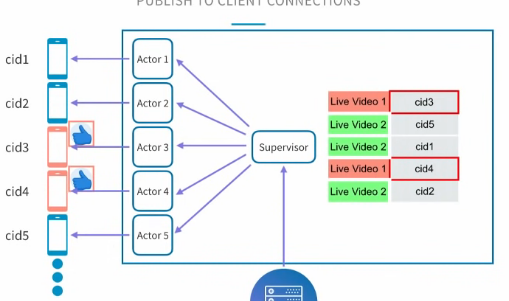 PUBLISH TO CLIENT CONNECTIONS
cid1
Actor 1
cid2
Actor 2
cid3
Actor 3
cid4
Actor 4
cid5
Actor 5
Supervisor
Live Video 1 cid3
Live Video 2 cid5
Live Video 2 cid1
Live Video 1 cid4
Live Video 2 cid2